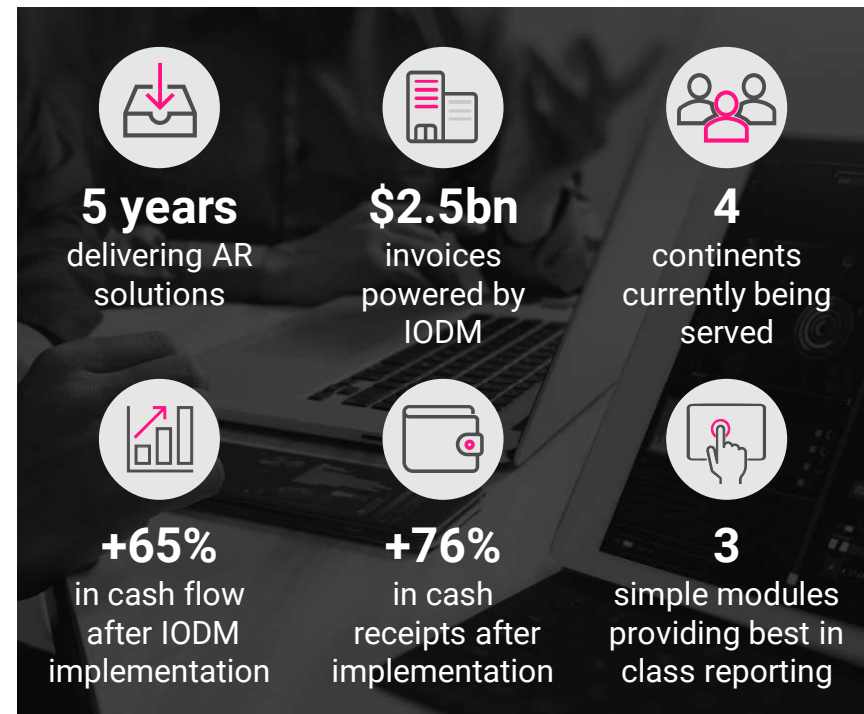 5 years
delivering AR
solutions
$2.5bn
invoices
powered by
IODM
4
continents
currently being
served
+65%
in cash flow
after IODM
implementation
+76%
in cash
receipts after
implementation
3
simple modules
providing best in
class reporting